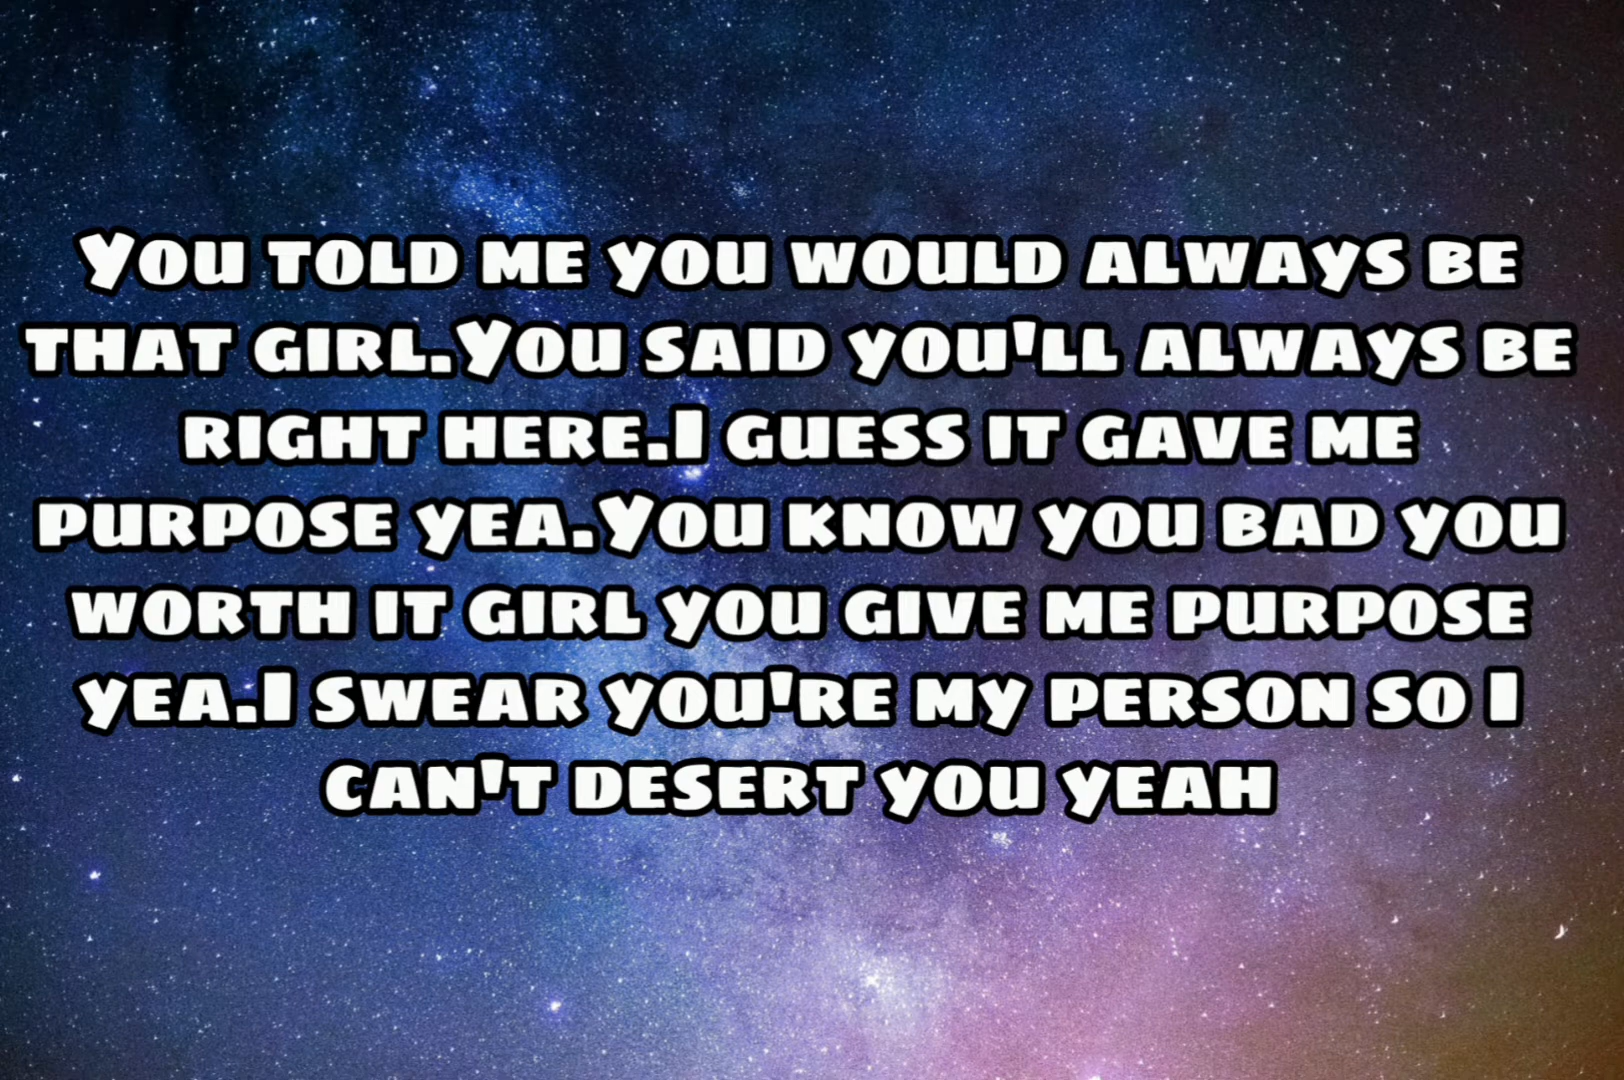 You told me you would always be
that girl.You said you'll always be
right here.I guess it gave me
purpose yea.You know you bad you
worth it girl you give me purpose
yea.I swear you're my person so I
can't desert you yeah